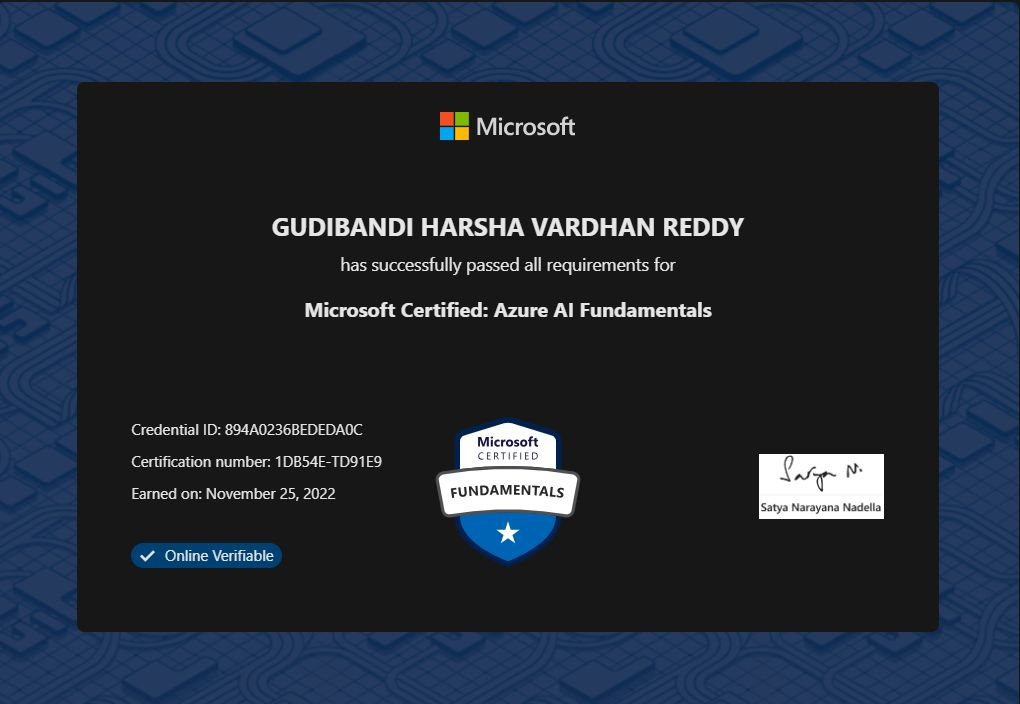 Microsoft
GUDIBANDI HARSHA VARDHAN REDDY
has successfully passed all requirements for
Microsoft Certified: Azure AI Fundamentals
Credential ID: 894A0236BEDEDA0C
Certification number: 1DB54E-TD91E9
Earned on: November 25, 2022
Online Verifiable
Microsoft
CERTIFIED
FUNDAMENTALS
Satya N.
Satya Narayana Nadella